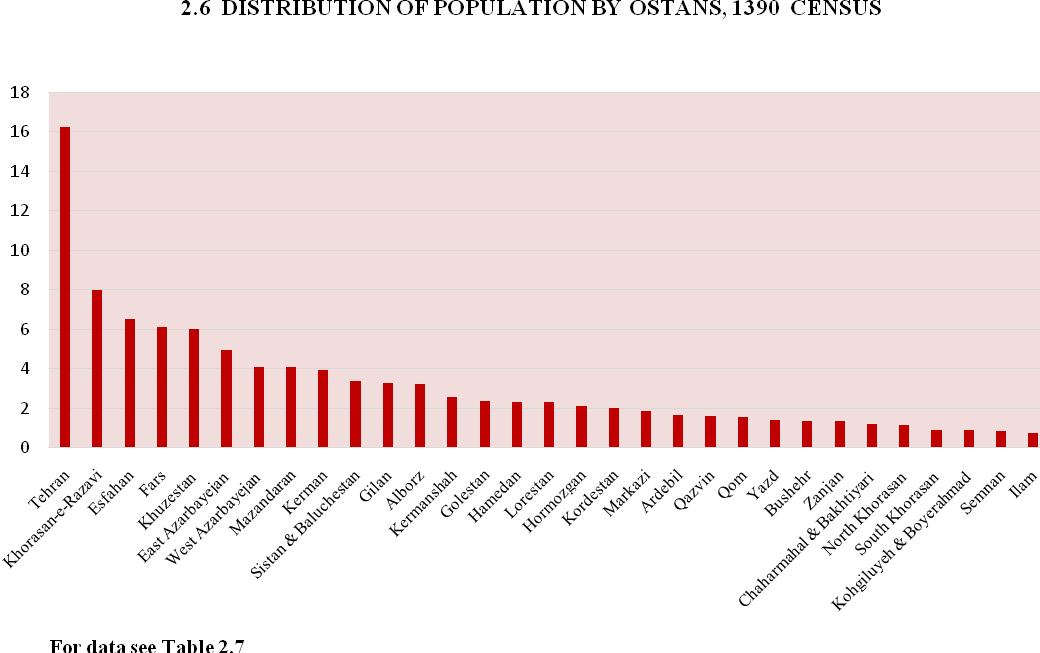 2.6 DISTRIBUTION OF POPULATION BY OSTANS, 1390 CENSUS
18
16
14
12
10
8
6
4
2
0
Tehran
Khorasan-e-Razavi
Esfahan
Fars
Khuzestan
East Azarbayejan
West Azarbayejan
Mazandaran
Kerman
Sistan & Baluchestan
Gilan
Alborz
Kermanshah
Golestan
Hamedan
Lorestan
Hormozgan
Kordestan
Markazi
Ardebil
Qazvin
Qom
Yazd
Bushehr
Zanjan
Chaharmahal & Bakhtiyari
North Khorasan
South Khorasan
Kohgiluyeh & Boyerahmad
Semnan
Ilam
For data see Table 2.7